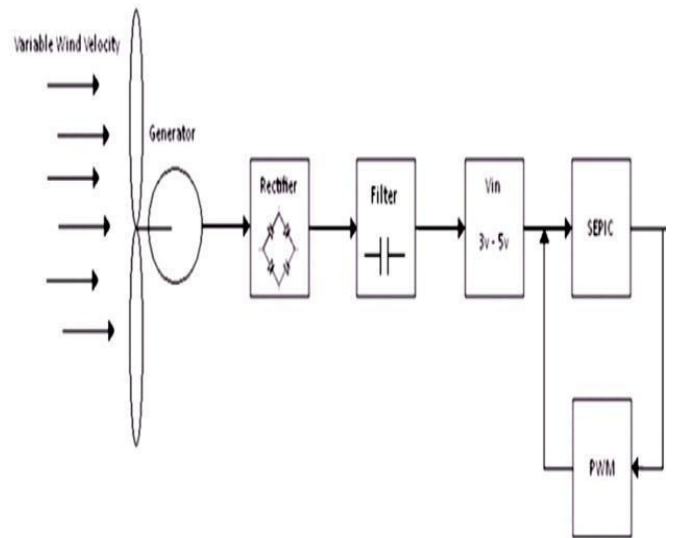 Variable Wind Velocity
Generator
Rectifier
Filter
Vin
3v - 5v
SEPIC
PWM